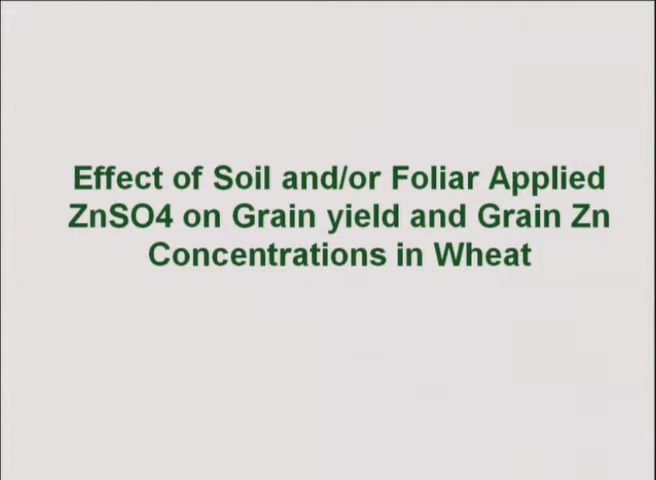 Effect of Soil and/or Foliar Applied
ZnSO4 on Grain yield and Grain Zn
Concentrations in Wheat